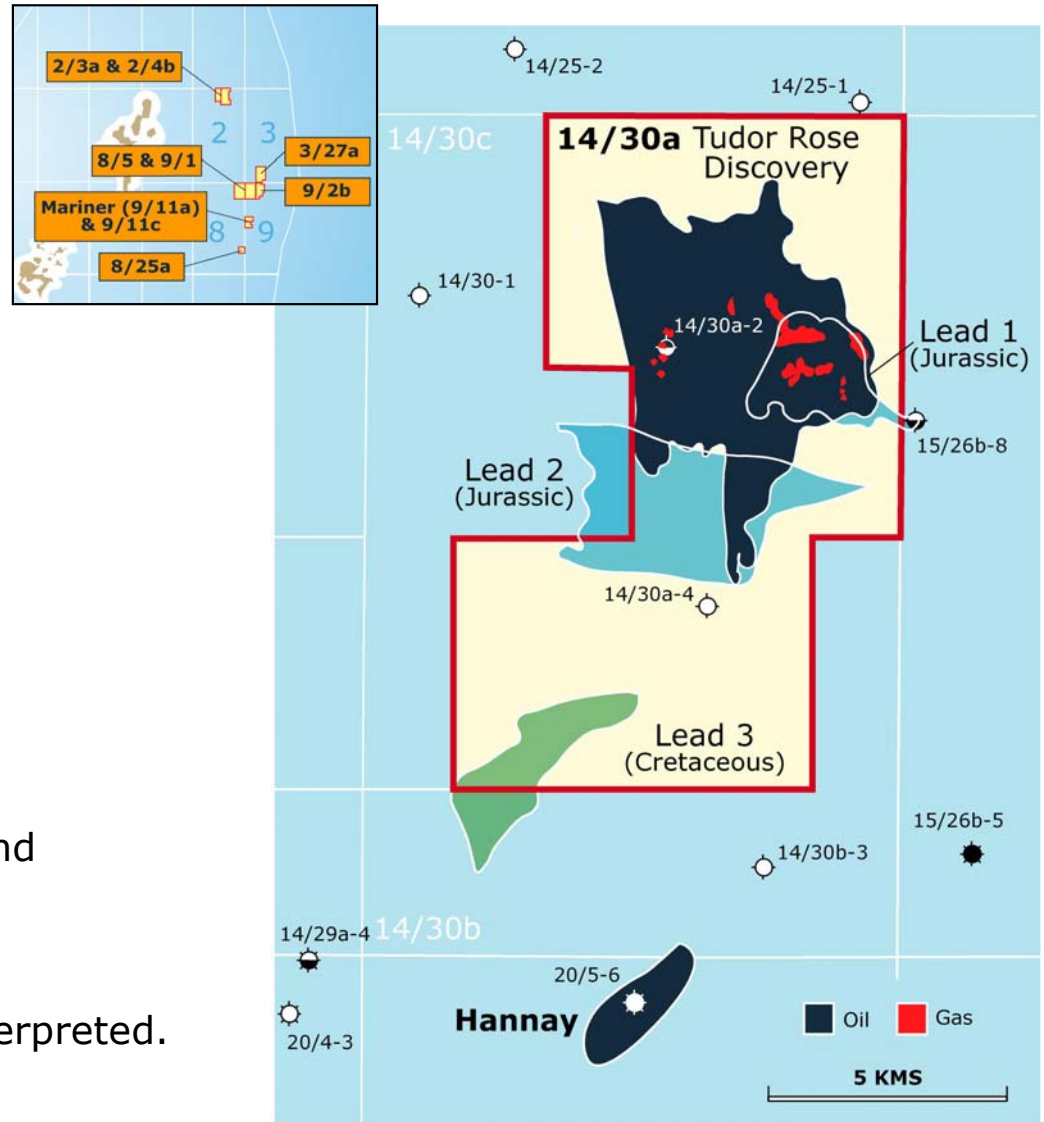 2/3a & 2/4b
2 3
8/5 & 9/1
3/27a
9/2b
Mariner (9/11a)
& 9/11c
8 9
8/25a
14/25-2
14/25-1
14/30c
14/30a Tudor Rose
Discovery
14/30-1
14/30a-2
Lead 1
(Jurassic)
15/26b-8
Lead 2
(Jurassic)
14/30a-4
Lead 3
(Cretaceous)
15/26b-5
nd
14/30b-3
14/29a-4
14/30b
20/5-6
Hannay
Oil Gas
erpreted.
20/4-3
5 KMS